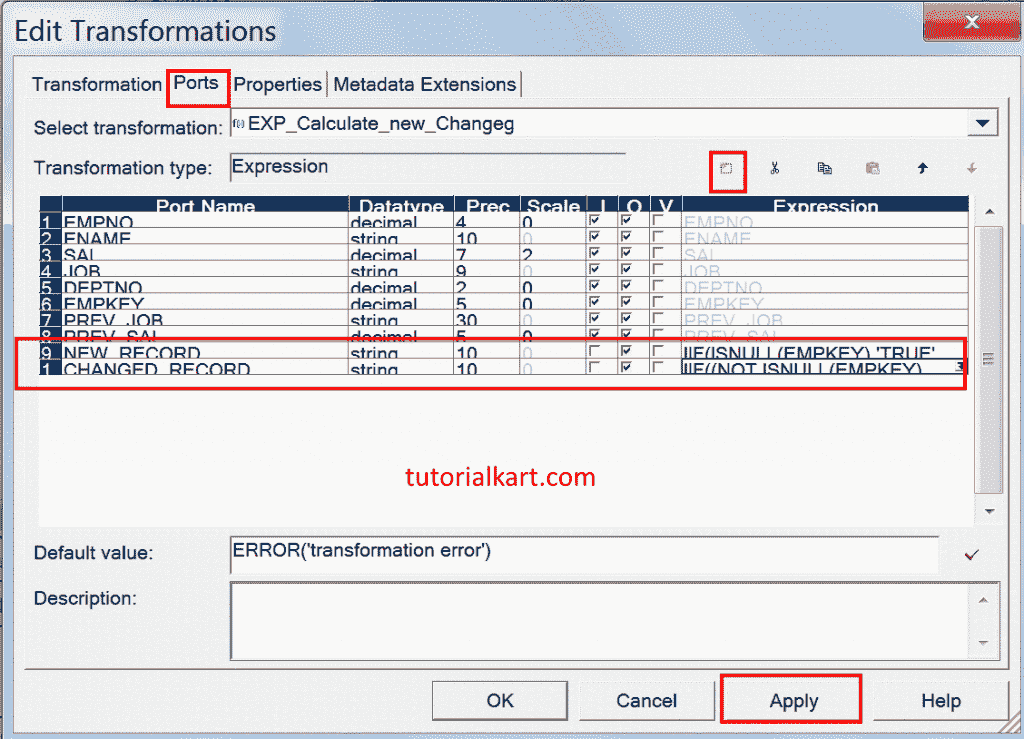 Edit Transformations
Transformation Ports Properties Metadata Extensions
Select transformation: f(x) EXP_Calculate_new_Changeg
Transformation type: Expression
Port Name Datatype Prec Scale I O V Expression
1 EMPNO decimal 4 0 EMPNO
2 ENAME string 10 0 ENAME
3 SAL decimal 7 2 SAL
4 JOB string 9 0 JOB
5 DEPTNO decimal 2 0 DEPTNO
6 EMPKEY decimal 5 0 EMPKEY
7 PREV_JOB string 30 0 PREV_JOB
8 PREV_SAL decimal 5 0 PREV_SAL
9 NEW_RECORD string 10 0 IIF(ISNULL(EMPKEY),'TRUE'
1 CHANGED_RECORD string 10 0 IIF((NOT ISNULL(EMPKEY)
tutorialkart.com
Default value: ERROR('transformation error')
Description:
OK Cancel Apply Help